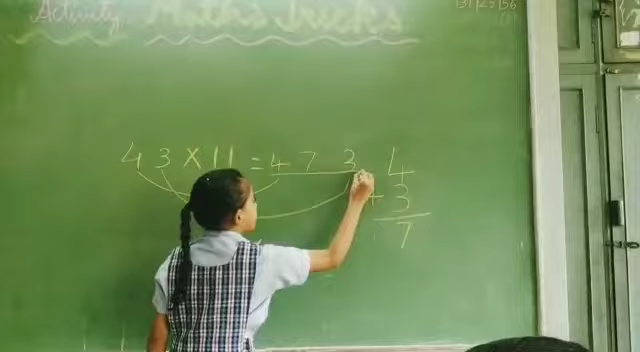 Activity Maths tricks
43 × 11 = 473
4
+ 3
7